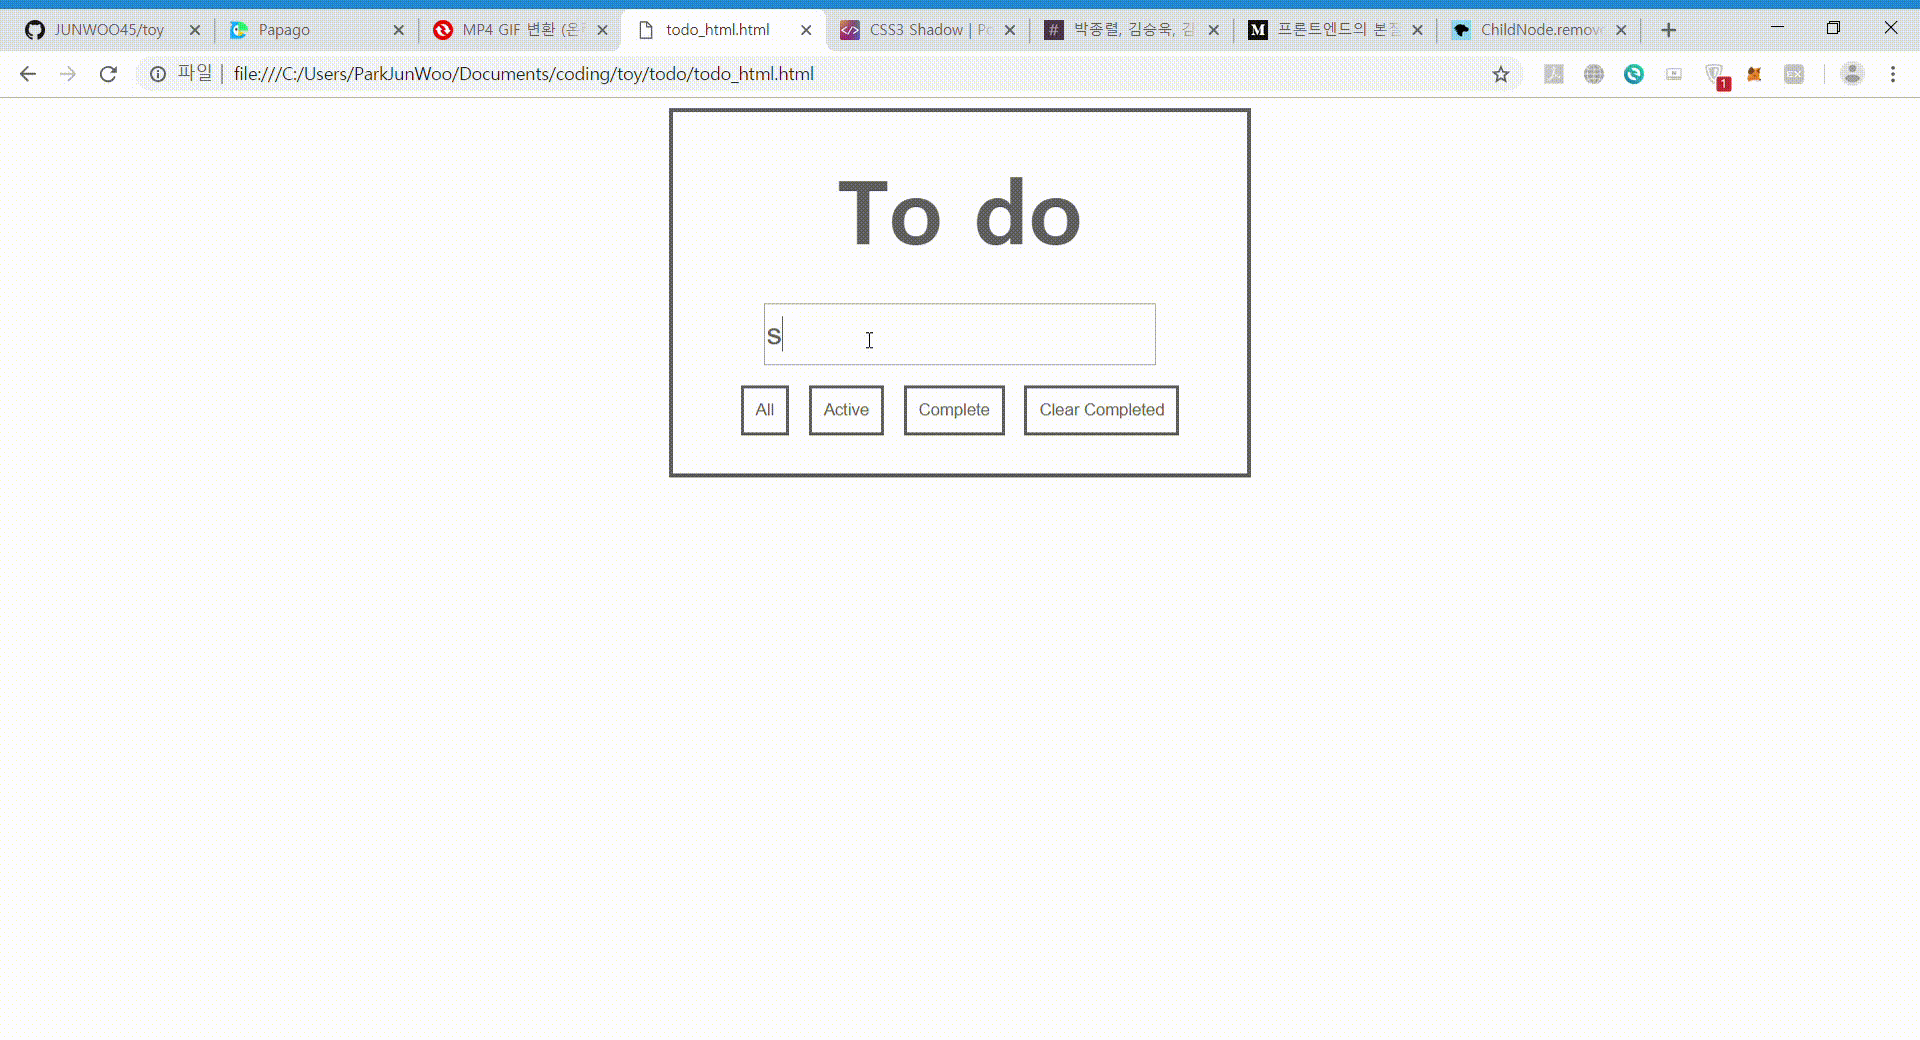 JUNWOO45/toy
Papago
MP4 GIF 변환 (온
todo_html.html
CSS3 Shadow | Po
박종렬, 김승욱, 김
프론트엔드의 본질
ChildNode.remov
파일 | file:///C:/Users/ParkJunWoo/Documents/coding/toy/todo/todo_html.html
1
To do
S
All
Active
Complete
Clear Completed